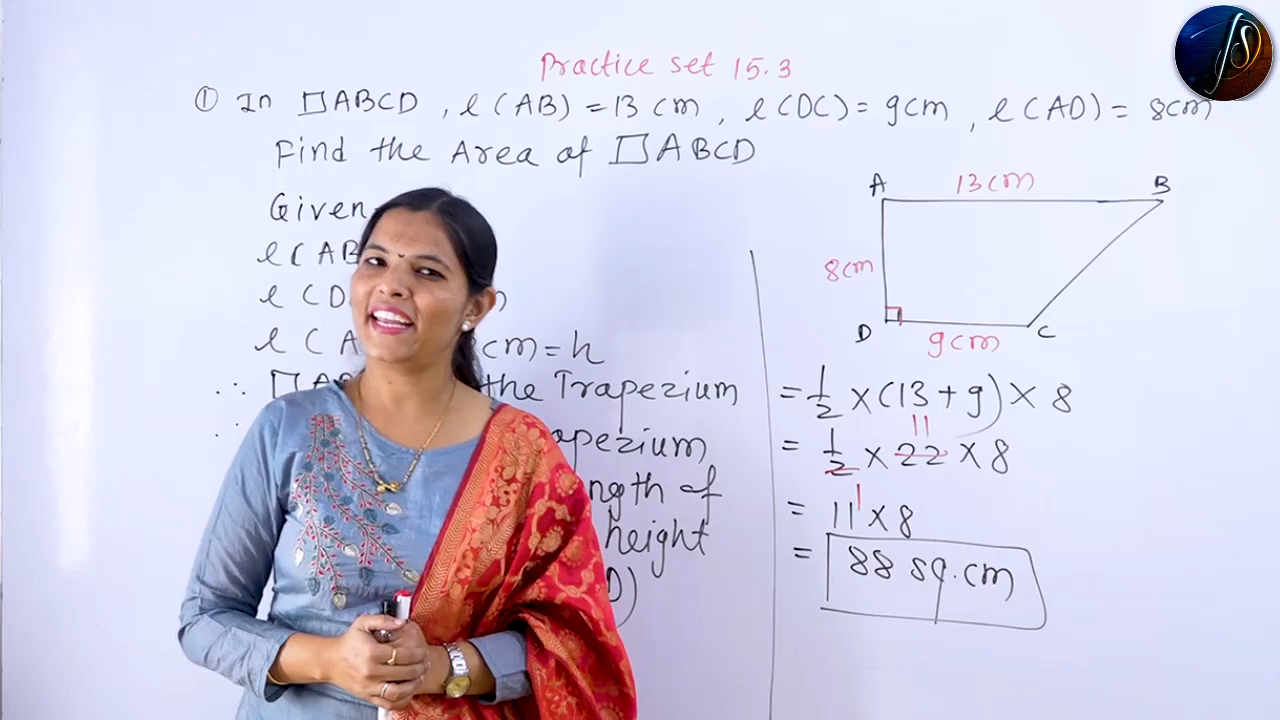 Practice set 15.3
① In □ABCD , l(AB) = 13 cm , l(DC) = 9cm , l(AD) = 8cm
Find the Area of □ABCD
Given
l(AB
l(D
l(A cm = h
∴ □AB the Trapezium
∴ apezium
ngth of
height
D)
A 13cm B
8cm
D 9cm C
= 1/2 × (13 + 9) × 8
11
= 1/2 × 22 × 8
1
= 11 × 8
= 88 sq. cm